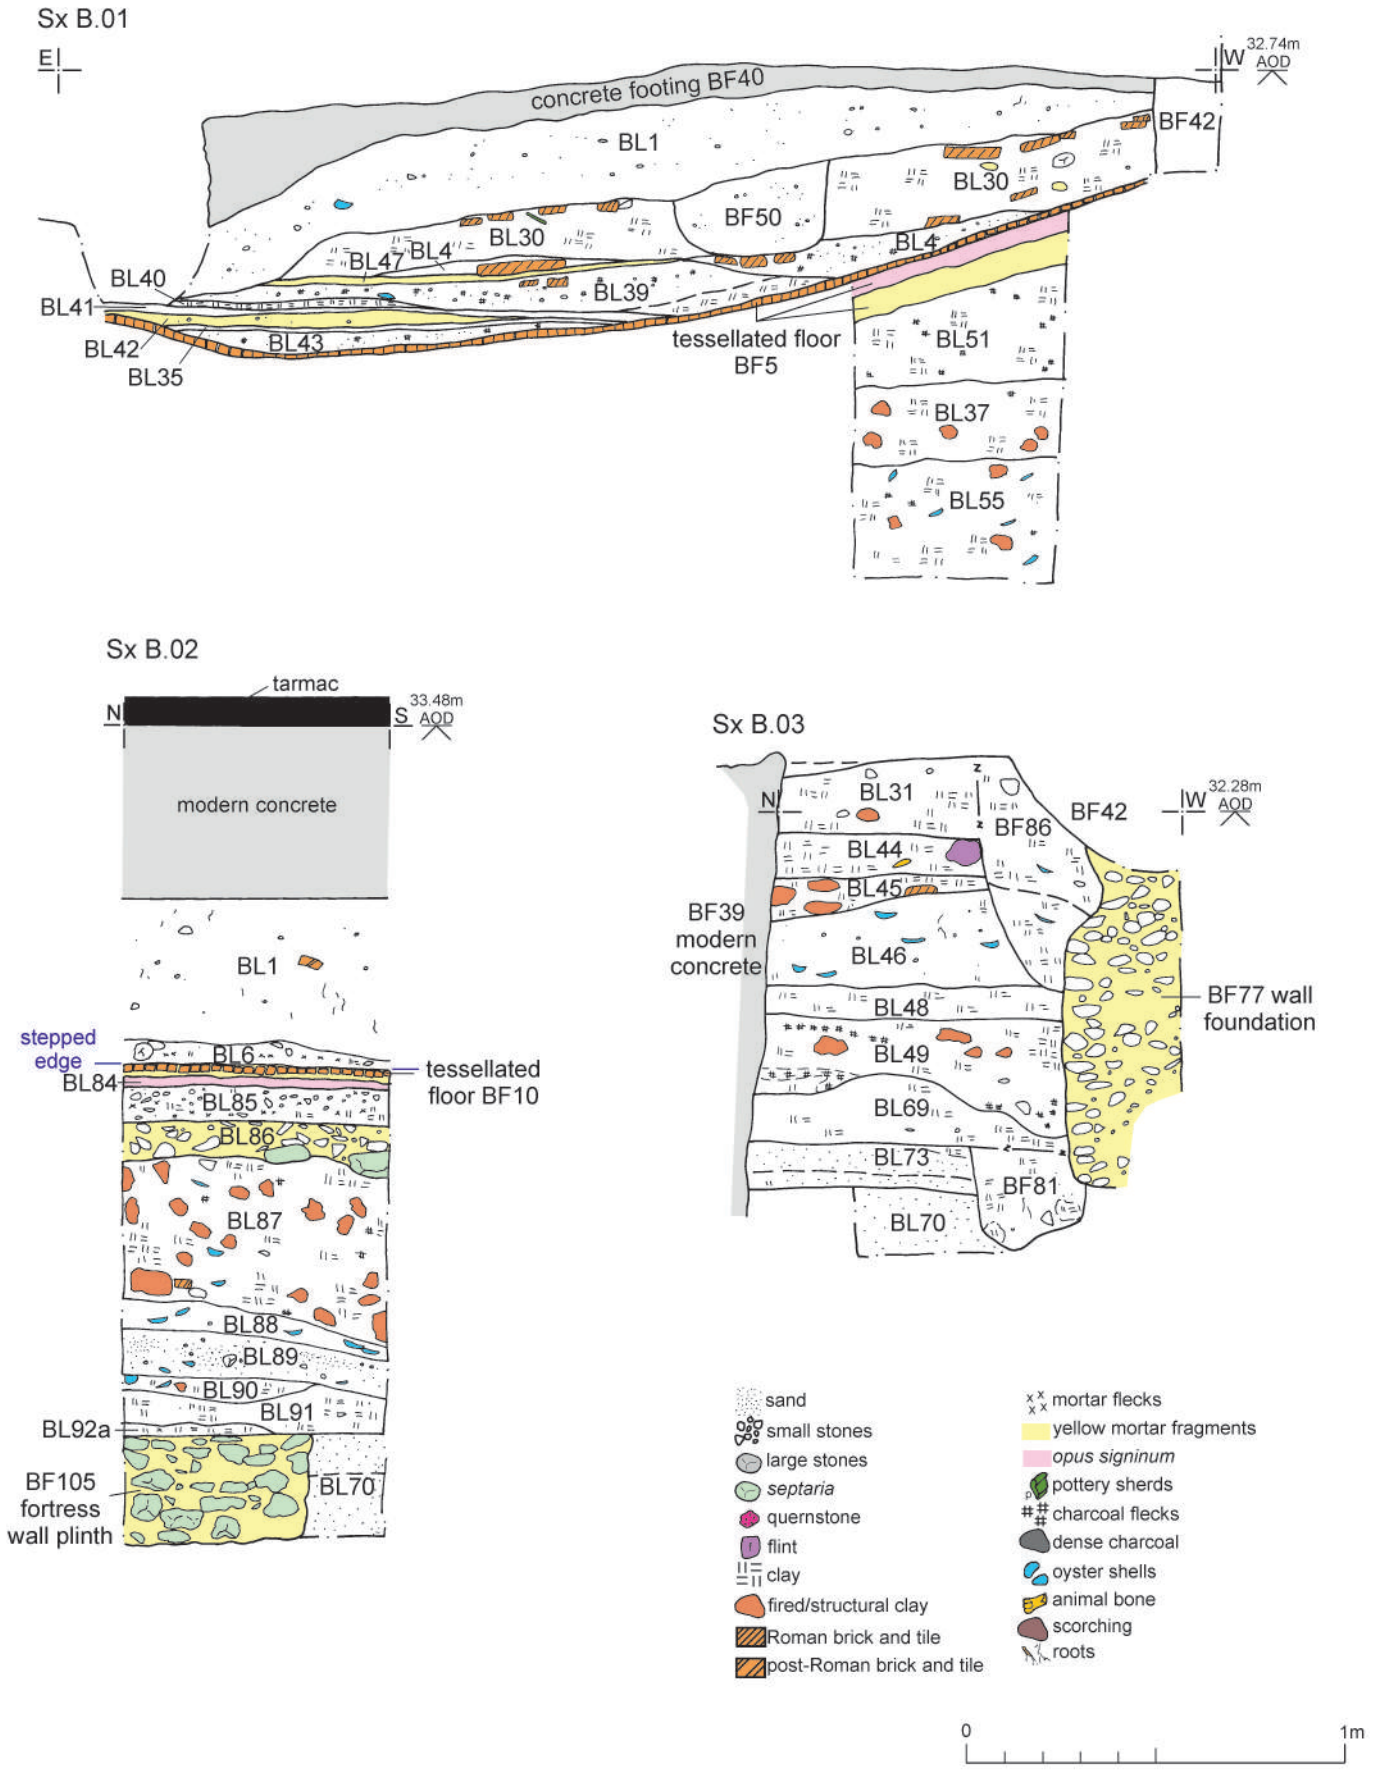 Sx B.01
E
W
32.74m
AOD
concrete footing BF40
BL1
BF42
BL30
BF50
BL30
BL4
BL47
BL4
BL40
BL39
BL41
BL42
BL43
BL35
tessellated floor
BF5
BL51
BL37
BL55
Sx B.02
tarmac
N
S
33.48m
AOD
modern concrete
BL1
stepped
edge
BL6
BL84
tessellated
floor BF10
BL85
BL86
BL87
BL88
BL89
BL90
BL91
BL92a
BF105
fortress
wall plinth
BL70
Sx B.03
N
W
32.28m
AOD
BL31
BF86
BF42
z
z
BL44
BL45
BF39
modern
concrete
BL46
BL48
BF77 wall
foundation
BL49
BL69
BL73
BF81
BL70
sand
small stones
large stones
septaria
quernstone
flint
clay
fired/structural clay
Roman brick and tile
post-Roman brick and tile
mortar flecks
yellow mortar fragments
opus signinum
pottery sherds
p
charcoal flecks
dense charcoal
oyster shells
animal bone
scorching
roots
0
1m